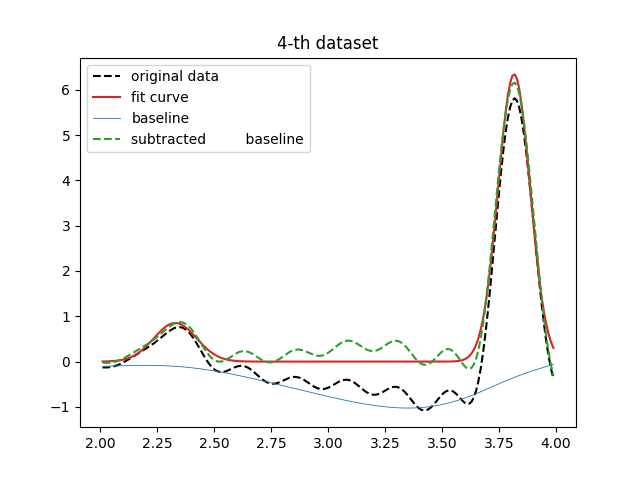 4-th dataset
original data
fit curve
baseline
subtracted baseline
6
5
4
3
2
1
0
−1
2.00 2.25 2.50 2.75 3.00 3.25 3.50 3.75 4.00